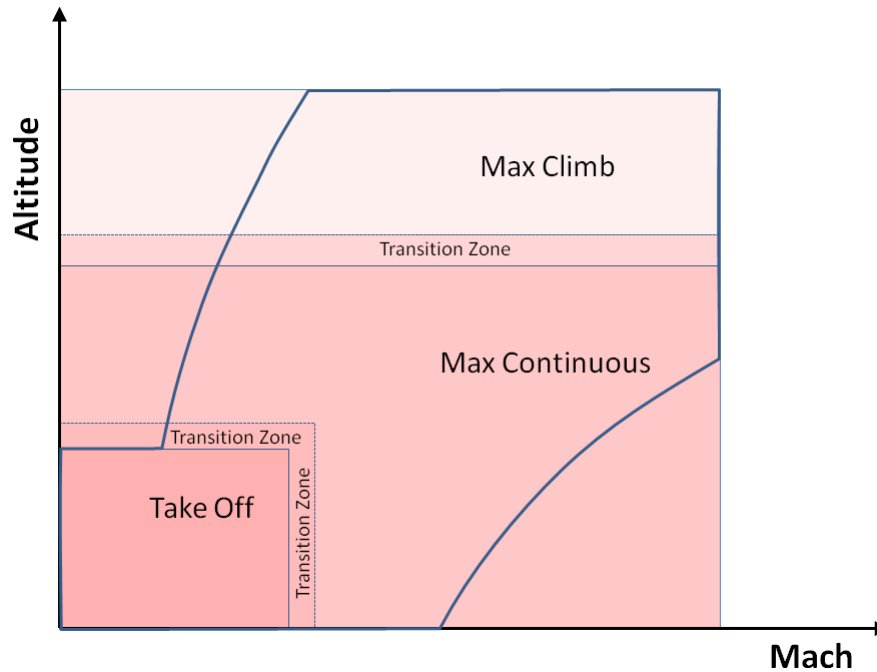 Altitude
Max Climb
Transition Zone
Max Continuous
Transition Zone
Transition Zone
Take Off
Mach